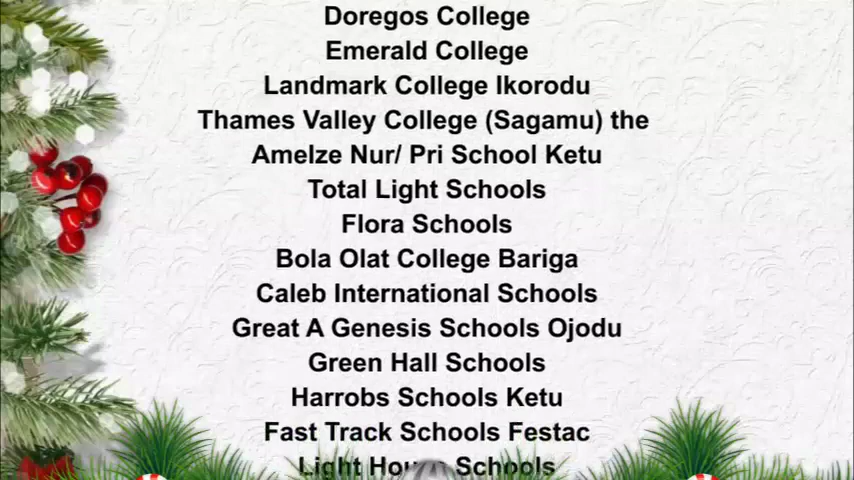 Doregos College
Emerald College
Landmark College Ikorodu
Thames Valley College (Sagamu) the
Amelze Nur/ Pri School Ketu
Total Light Schools
Flora Schools
Bola Olat College Bariga
Caleb International Schools
Great A Genesis Schools Ojodu
Green Hall Schools
Harrobs Schools Ketu
Fast Track Schools Festac
Light Schools